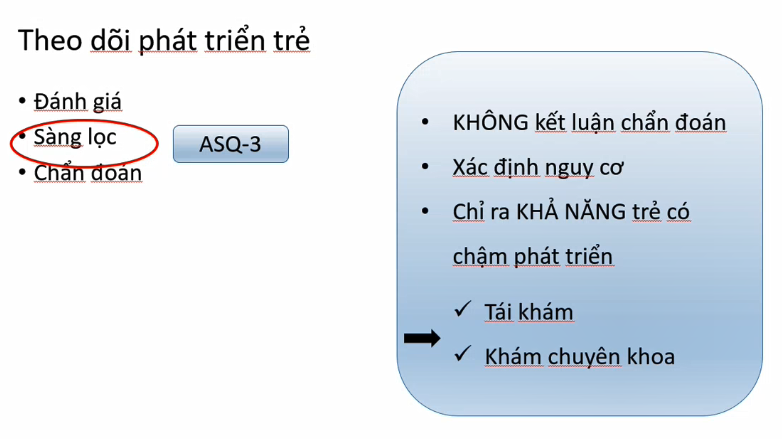 Theo dõi phát triển trẻ
• Đánh giá
• Sàng lọc
ASQ-3
• Chẩn đoán
• KHÔNG kết luận chẩn đoán
• Xác định nguy cơ
• Chỉ ra KHẢ NĂNG trẻ có
chậm phát triển
✓ Tái khám
✓ Khám chuyên khoa